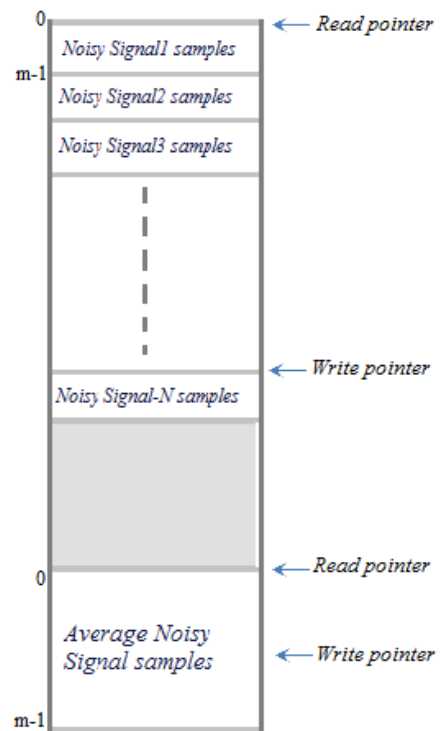 0
Read pointer
Noisy Signal1 samples
m-1
Noisy Signal2 samples
Noisy Signal3 samples
Write pointer
Noisy Signal-N samples
Read pointer
0
Average Noisy
Signal samples
Write pointer
m-1